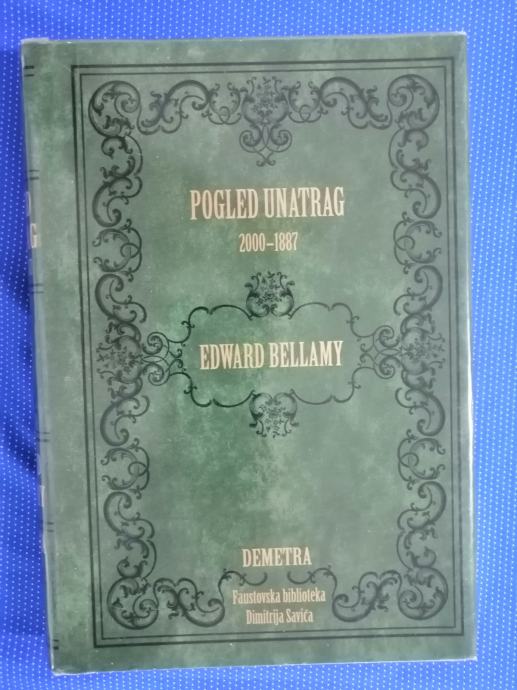 POGLED UNATRAG
2000–1887
EDWARD BELLAMY
DEMETRA
Faustovska biblioteka
Dimitrija Savića